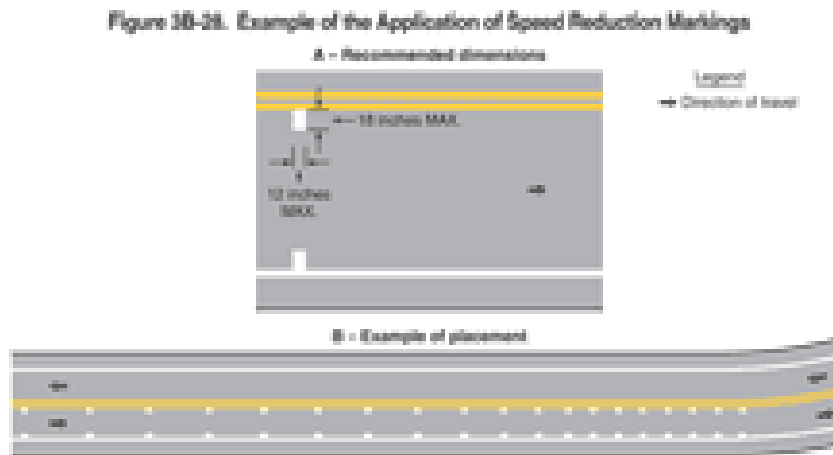 Figure 3B-28. Example of the Application of Speed Reduction Markings
A – Recommended dimensions
Legend
Direction of travel
18 inches MAX.
12 inches
MAX.
B – Example of placement